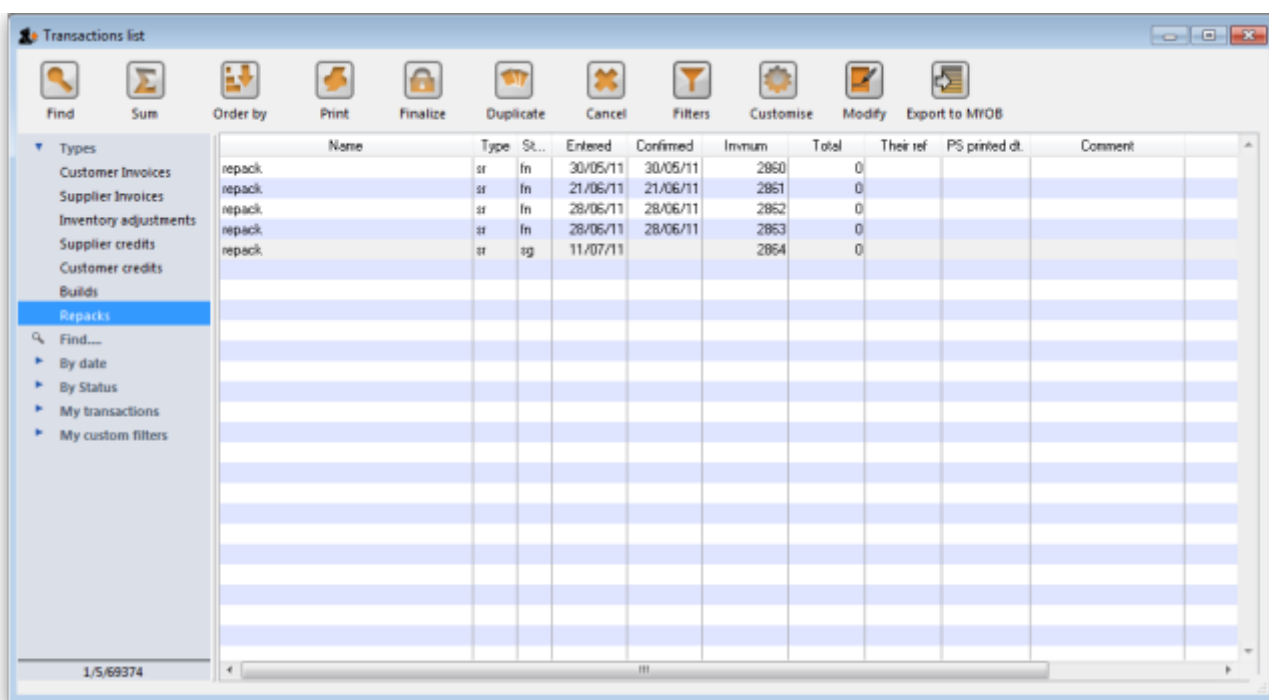 Transactions list
Find Sum Order by Print Finalize Duplicate Cancel Filters Customise Modify Export to MYOB
Types
Customer Invoices
Supplier Invoices
Inventory adjustments
Supplier credits
Customer credits
Builds
Repacks
Find....
By date
By Status
My transactions
My custom filters
1/5/69374
Name Type St... Entered Confirmed Invnum Total Their ref PS printed dt. Comment
repack sr fn 30/05/11 30/05/11 2860 0
repack sr fn 21/06/11 21/06/11 2861 0
repack sr fn 28/06/11 28/06/11 2862 0
repack sr fn 28/06/11 28/06/11 2863 0
repack sr sg 11/07/11 2864 0